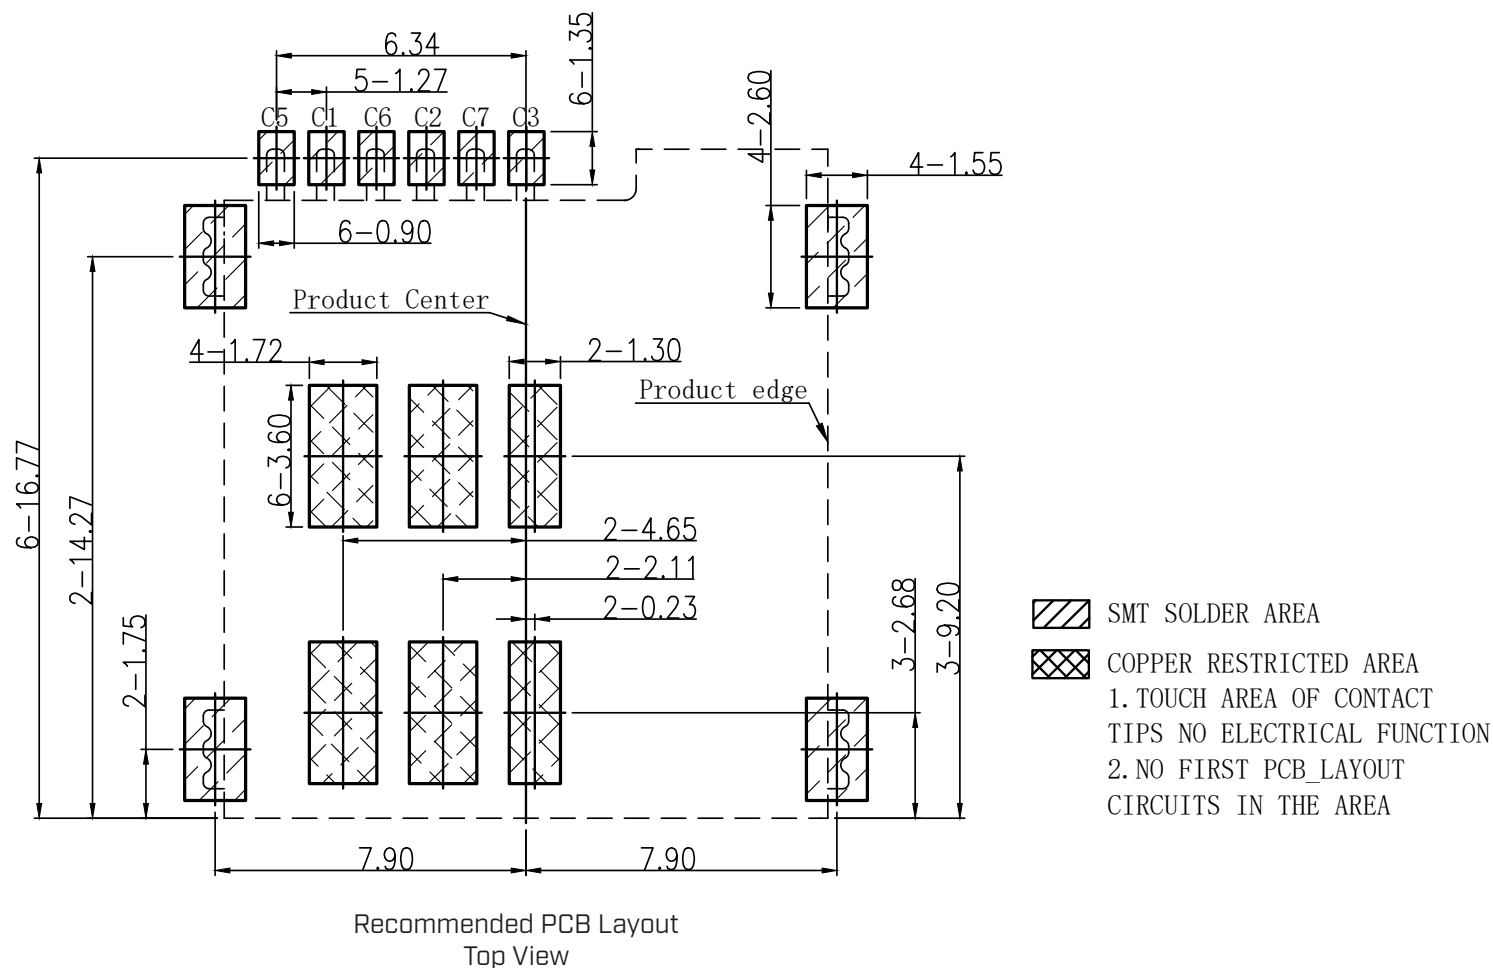 6.34
5-1.27
6-1.35
C5 C1 C6 C2 C7 C3
4-2.60
4-1.55
6-0.90
Product Center
4-1.72
2-1.30
Product edge
6-3.60
6-16.77
2-14.27
2-4.65
2-2.11
2-0.23
2-1.75
3-2.68
3-9.20
7.90
7.90
SMT SOLDER AREA
COPPER RESTRICTED AREA
1. TOUCH AREA OF CONTACT
TIPS NO ELECTRICAL FUNCTION
2. NO FIRST PCB_LAYOUT
CIRCUITS IN THE AREA
Recommended PCB Layout
Top View